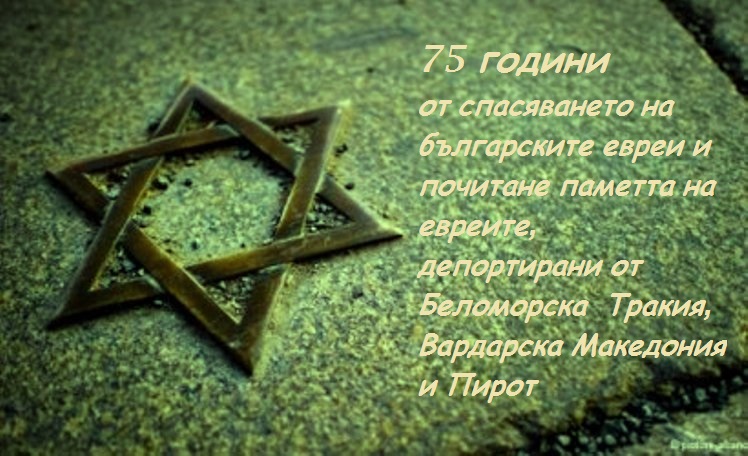 75 години
от спасяването на
българските евреи и
почитане паметта на
евреите,
депортирани от
Беломорска Тракия,
Вардарска Македония
и Пирот